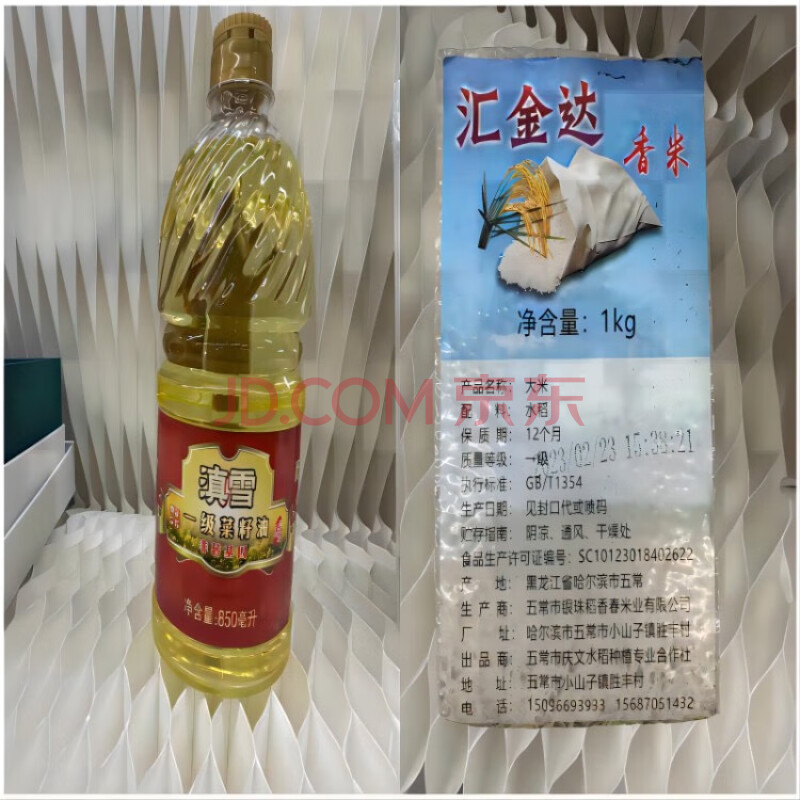 滇雪
一级菜籽油
净含量:850毫升
汇金达
香米
净含量：1kg
产品名称： 大米
配 料： 水稻
保 质 期： 12个月
质量等级： 一级
23/02/23 15:38:21
执行标准： GB/T1354
生产日期： 见封口代或喷码
贮存指南： 阴凉、通风、干燥处
食品生产许可证编号： SC10123018402622
产 地： 黑龙江省哈尔滨市五常
生 产 商： 五常市银珠稻香春米业有限公司
厂 址： 哈尔滨市五常市小山子镇胜丰村
出 品 商： 五常市庆文水稻种植专业合作社
地 址： 五常市小山子镇胜丰村
电 话： 15096693933 15687051432
JD.COM 京东